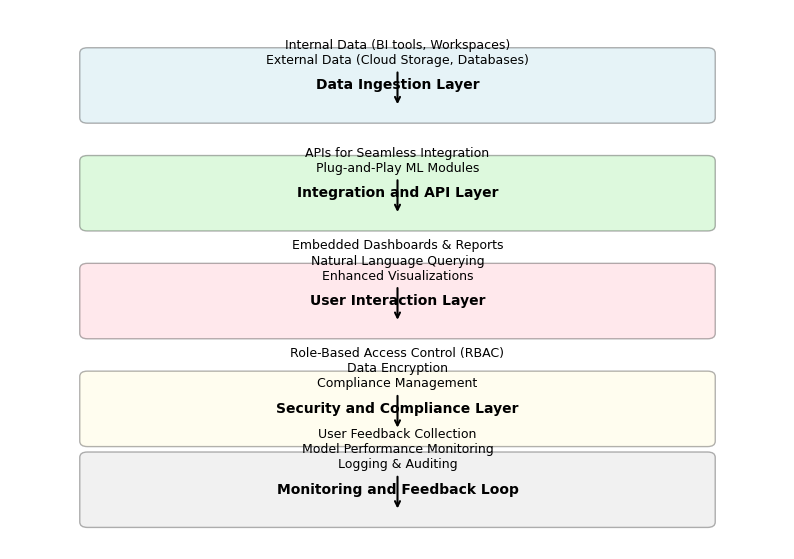 Internal Data (BI tools, Workspaces)
External Data (Cloud Storage, Databases)
Data Ingestion Layer
APIs for Seamless Integration
Plug-and-Play ML Modules
Integration and API Layer
Embedded Dashboards & Reports
Natural Language Querying
Enhanced Visualizations
User Interaction Layer
Role-Based Access Control (RBAC)
Data Encryption
Compliance Management
Security and Compliance Layer
User Feedback Collection
Model Performance Monitoring
Logging & Auditing
Monitoring and Feedback Loop